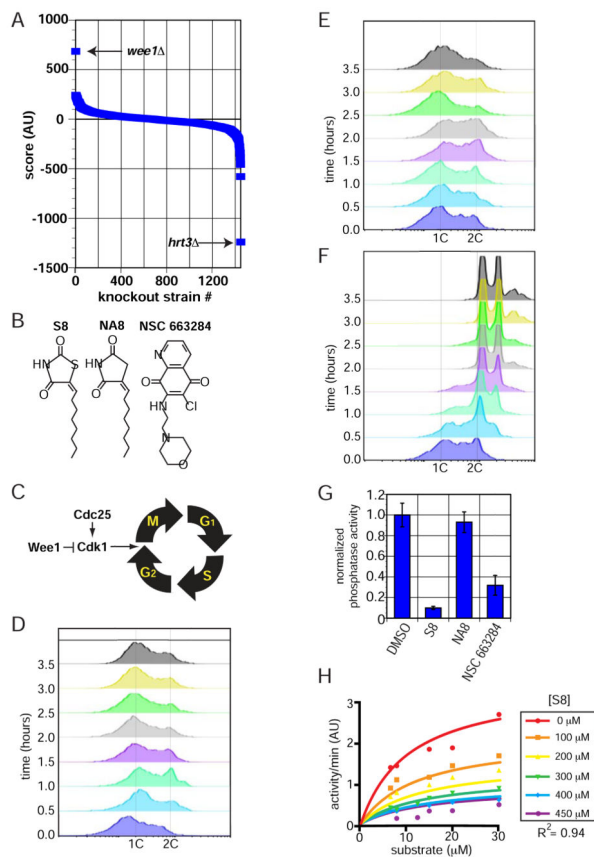 A
1000
500
0
-500
-1000
-1500
score (AU)
wee1Δ
hrt3Δ
0
400
800
1200
knockout strain #
B
S8
NA8
NSC 663284
O
HN
S
O
O
HN
O
N
O
O
HN
Cl
N
O
C
Cdc25
Wee1
Cdk1
M
G1
S
G2
D
3.5
3.0
2.5
2.0
1.5
1.0
0.5
0.0
time (hours)
1C
2C
E
3.5
3.0
2.5
2.0
1.5
1.0
0.5
0.0
time (hours)
1C
2C
F
3.5
3.0
2.5
2.0
1.5
1.0
0.5
0.0
time (hours)
1C
2C
G
normalized
phosphatase activity
1.2
1.0
0.8
0.6
0.4
0.2
0
DMSO
S8
NA8
NSC 663284
H
activity/min (AU)
3
2
1
0
0
10
20
30
substrate (μM)
[S8]
0 μM
100 μM
200 μM
300 μM
400 μM
450 μM
R²= 0.94